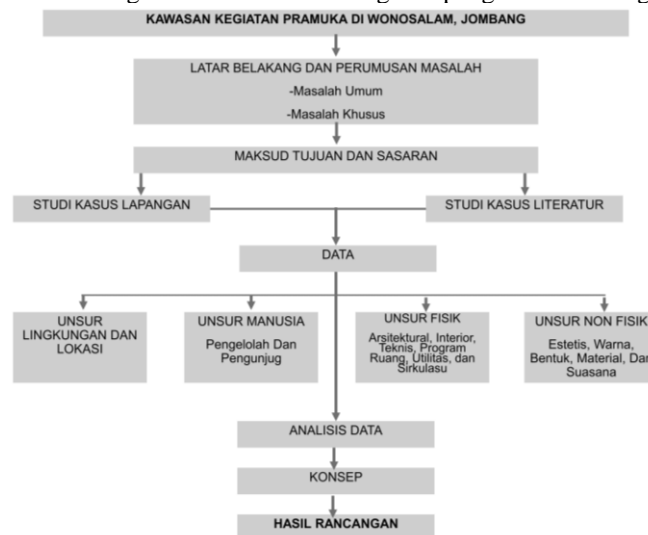 KAWASAN KEGIATAN PRAMUKA DI WONOSALAM, JOMBANG
LATAR BELAKANG DAN PERUMUSAN MASALAH
-Masalah Umum
-Masalah Khusus
MAKSUD TUJUAN DAN SASARAN
STUDI KASUS LAPANGAN
STUDI KASUS LITERATUR
DATA
UNSUR
LINGKUNGAN DAN
LOKASI
UNSUR MANUSIA
Pengelolah Dan
Pengunjug
UNSUR FISIK
Arsitektural, Interior,
Teknis, Program
Ruang, Utilitas, dan
Sirkulasu
UNSUR NON FISIK
Estetis, Warna,
Bentuk, Material, Dan
Suasana
ANALISIS DATA
KONSEP
HASIL RANCANGAN